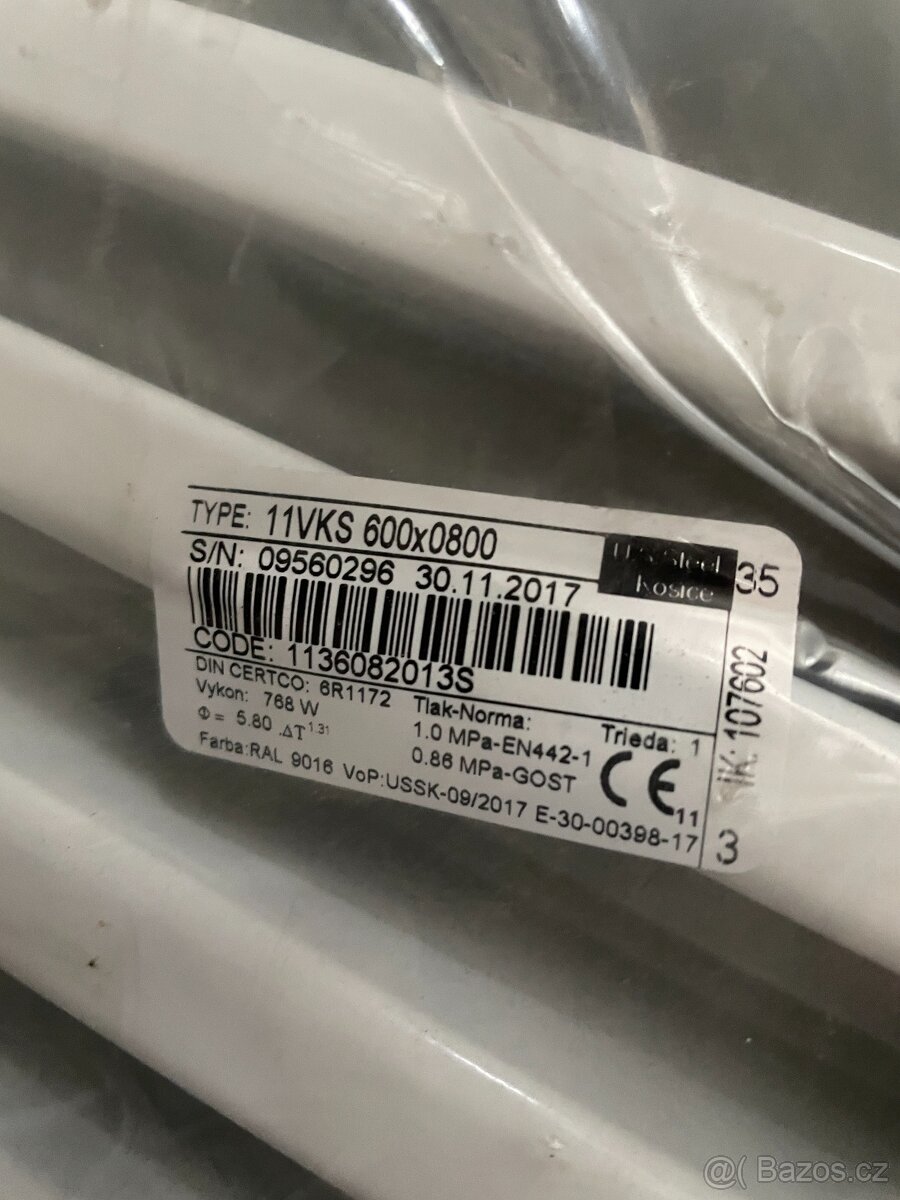 TYPE: 11VKS 600x0800
U.S. Steel
Kosice
35
S/N: 09560296 30.11.2017
CODE: 1136082013S
DIN CERTCO: 6R1172
Vykon: 768 W
Φ = 5.80 .ΔT1.31
Tlak-Norma:
1.0 MPa-EN442-1
0.86 MPa-GOST
Trieda: 1
CE
11
Farba:RAL 9016 VoP:USSK-09/2017 E-30-00398-17
IK: 107602
3
@( Bazos.cz